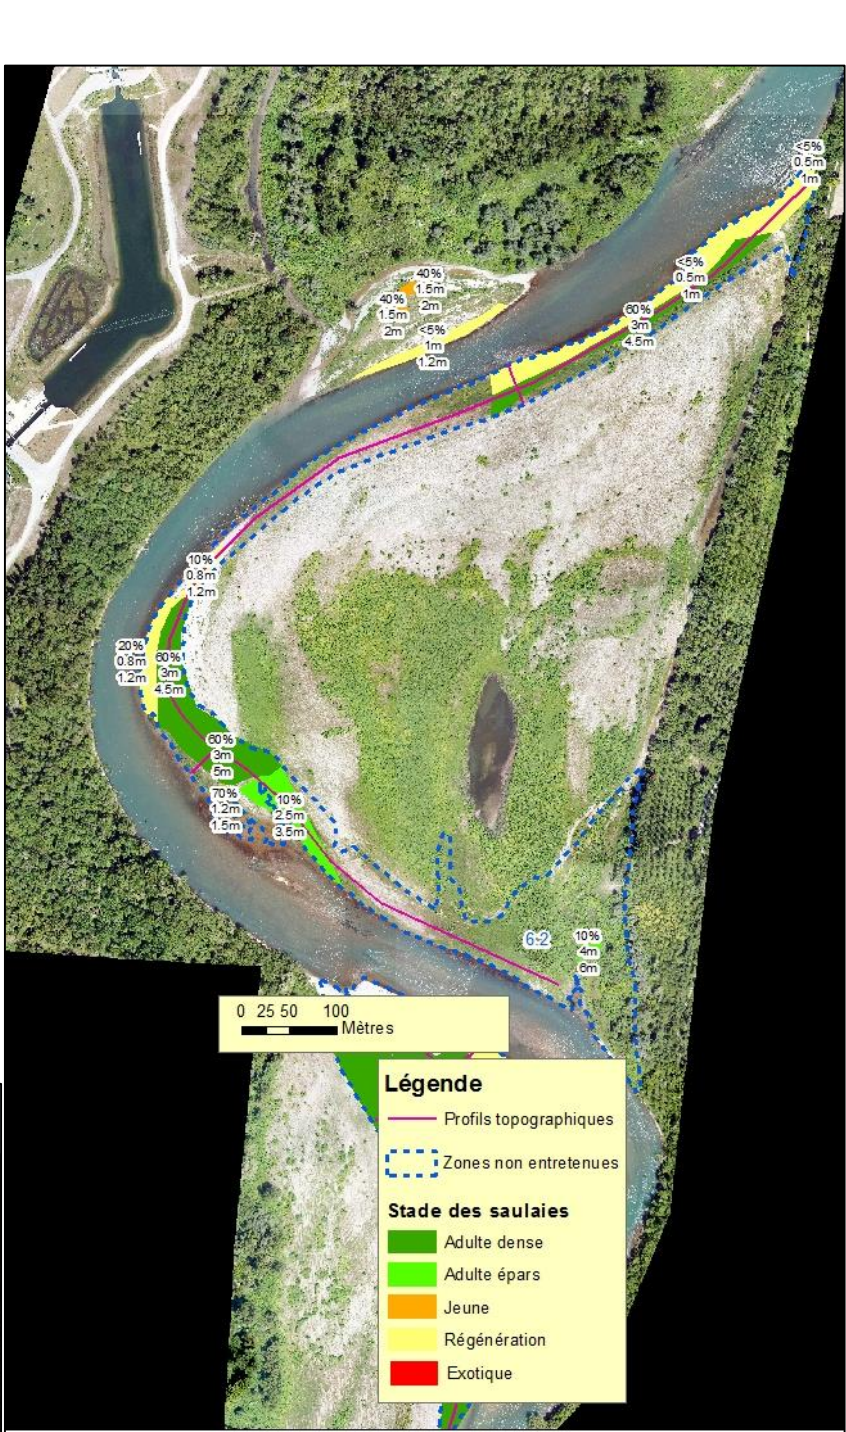 <5%
0.5m
1m
<5%
0.5m
1m
40%
1.5m
2m
40%
1.5m
2m
60%
3m
4.5m
<5%
1m
1.2m
10%
0.8m
1.2m
20%
0.8m
1.2m
60%
3m
4.5m
60%
3m
5m
70%
1.2m
1.5m
10%
2.5m
3.5m
6-2
10%
4m
6m
0 25 50 100
Mètres
Légende
Profils topographiques
Zones non entretenues
Stade des saulaies
Adulte dense
Adulte épars
Jeune
Régénération
Exotique